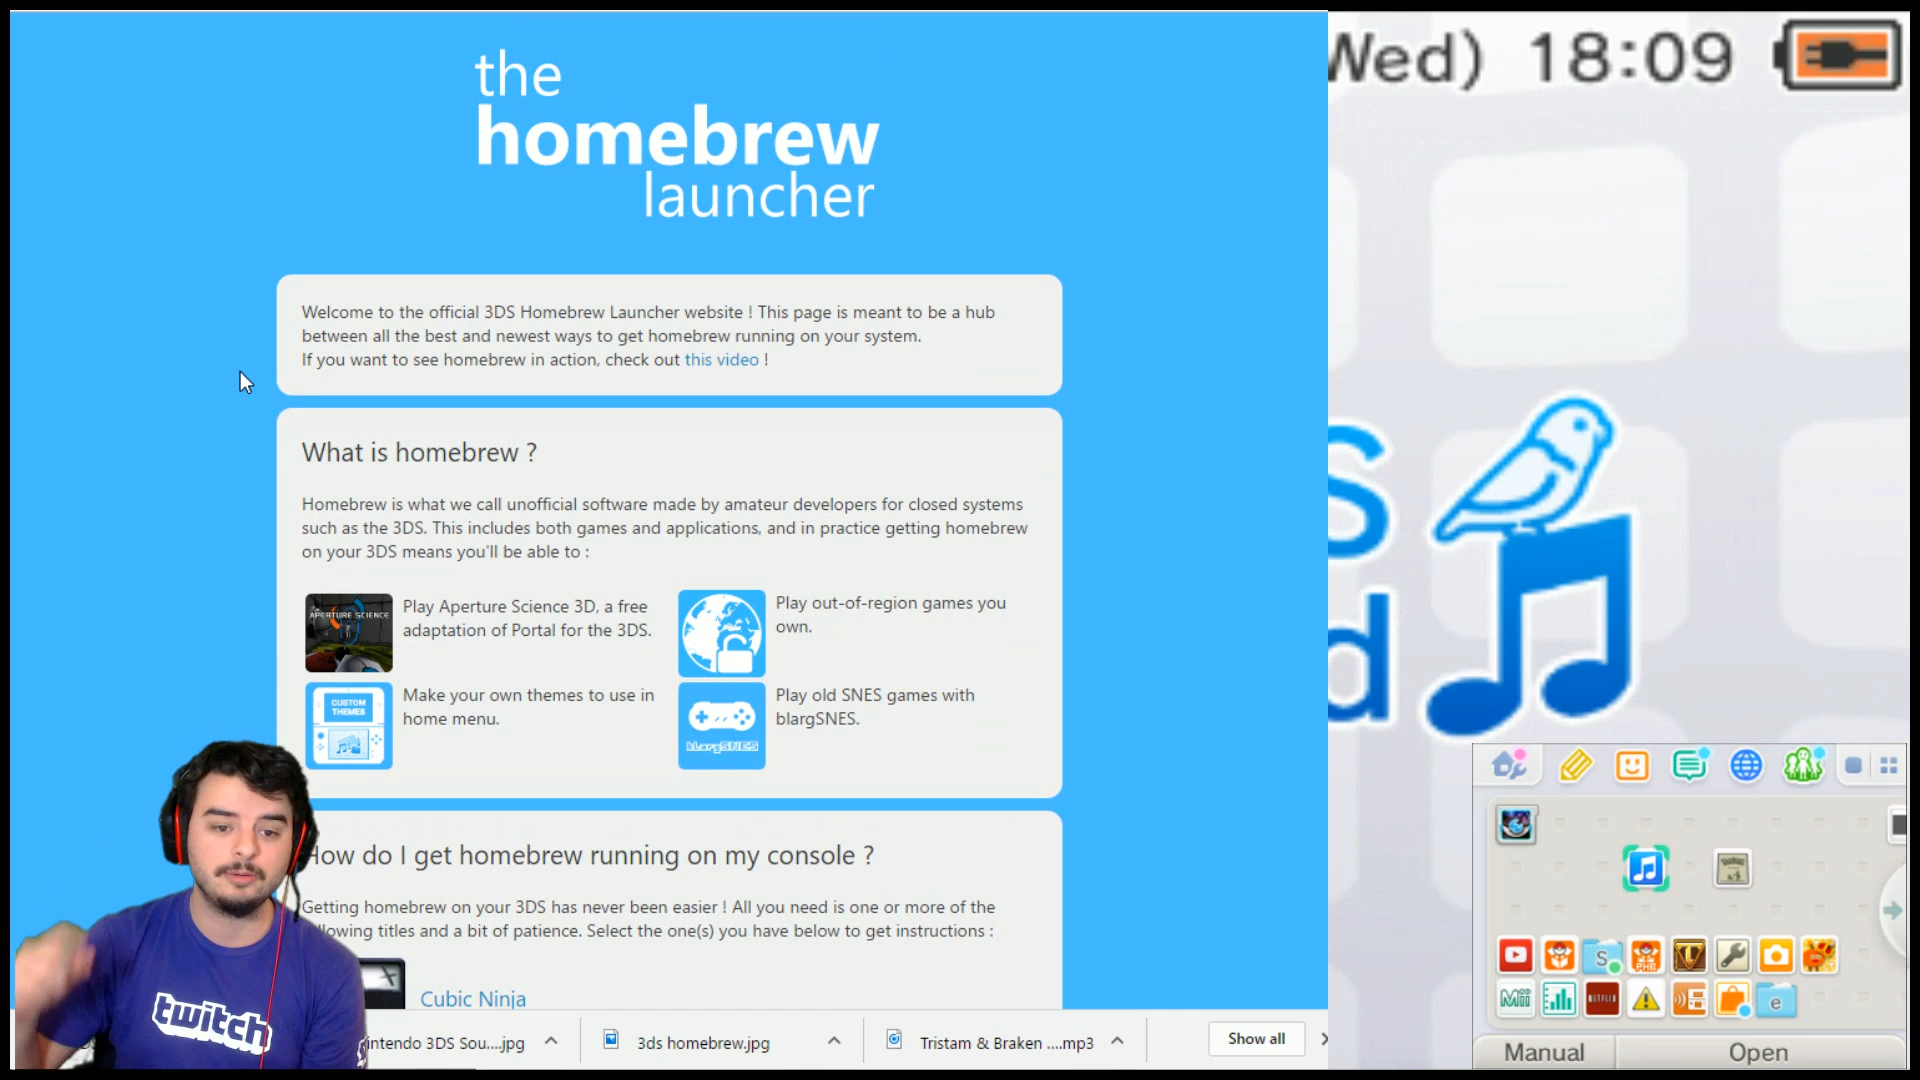 the
homebrew
launcher
Wed) 18:09
Welcome to the official 3DS Homebrew Launcher website ! This page is meant to be a hub
between all the best and newest ways to get homebrew running on your system.
If you want to see homebrew in action, check out this video !
What is homebrew ?
Homebrew is what we call unofficial software made by amateur developers for closed systems
such as the 3DS. This includes both games and applications, and in practice getting homebrew
on your 3DS means you'll be able to :
APERTURE SCIENCE
Play Aperture Science 3D, a free
adaptation of Portal for the 3DS.
Play out-of-region games you
own.
CUSTOM
THEMES
Make your own themes to use in
home menu.
blargSNES
Play old SNES games with
blargSNES.
S
d
How do I get homebrew running on my console ?
Getting homebrew on your 3DS has never been easier ! All you need is one or more of the
llowing titles and a bit of patience. Select the one(s) you have below to get instructions :
Cubic Ninja
twitch
intendo 3DS Sou....jpg
3ds homebrew.jpg
Tristam & Braken ....mp3
Show all
S
PHB
Mii
NETFLIX
e
Manual
Open